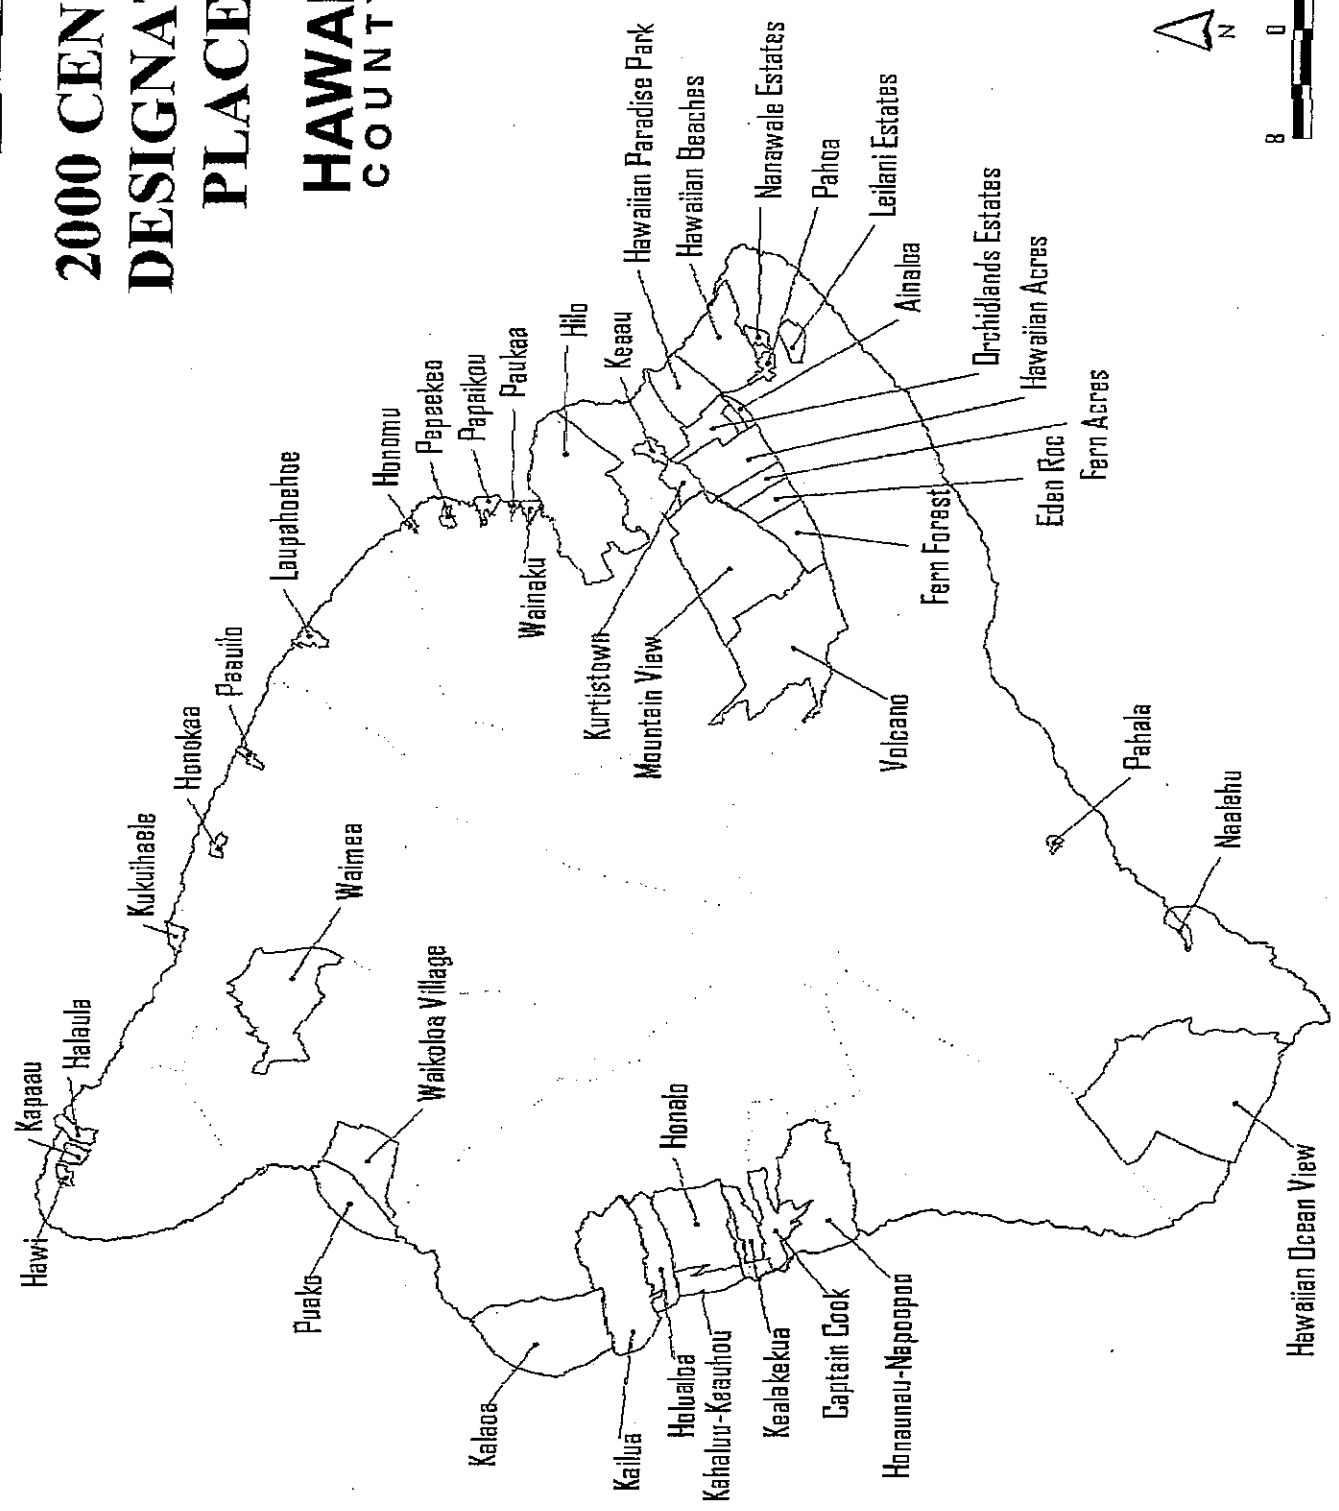 2000 CEN
DESIGNAT
PLACE
HAWAI
COUNTY
Hawi
Kapaau
Halaula
Kukuihaele
Honokaa
Paauilo
Laupahoehoe
Honomu
Pepeekeo
Papaikou
Paukaa
Wainaku
Hilo
Keaau
Hawaiian Paradise Park
Hawaiian Beaches
Nanawale Estates
Pahoa
Leilani Estates
Ainaloa
Orchidlands Estates
Hawaiian Acres
Fern Acres
Eden Roc
Fern Forest
Kurtistown
Mountain View
Volcano
Pahala
Naalehu
Hawaiian Ocean View
Waimea
Waikoloa Village
Puako
Kalaoa
Kailua
Holualoa
Kahaluu-Keauhou
Honalo
Kealakekua
Captain Cook
Honaunau-Napoopoo
N
8 0